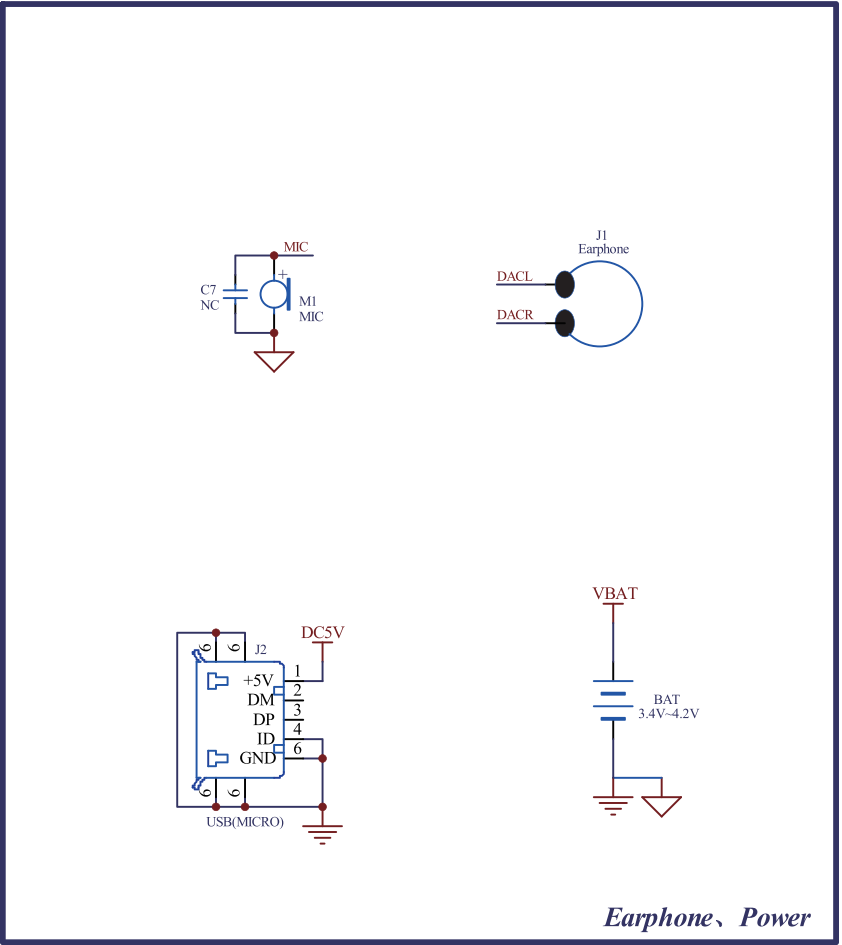 MIC
+
C7
NC
M1
MIC
J1
Earphone
DACL
DACR
DC5V
6
6
J2
+5V 1
DM 2
DP 3
ID 4
GND 6
6
6
USB(MICRO)
VBAT
BAT
3.4V~4.2V
Earphone、Power